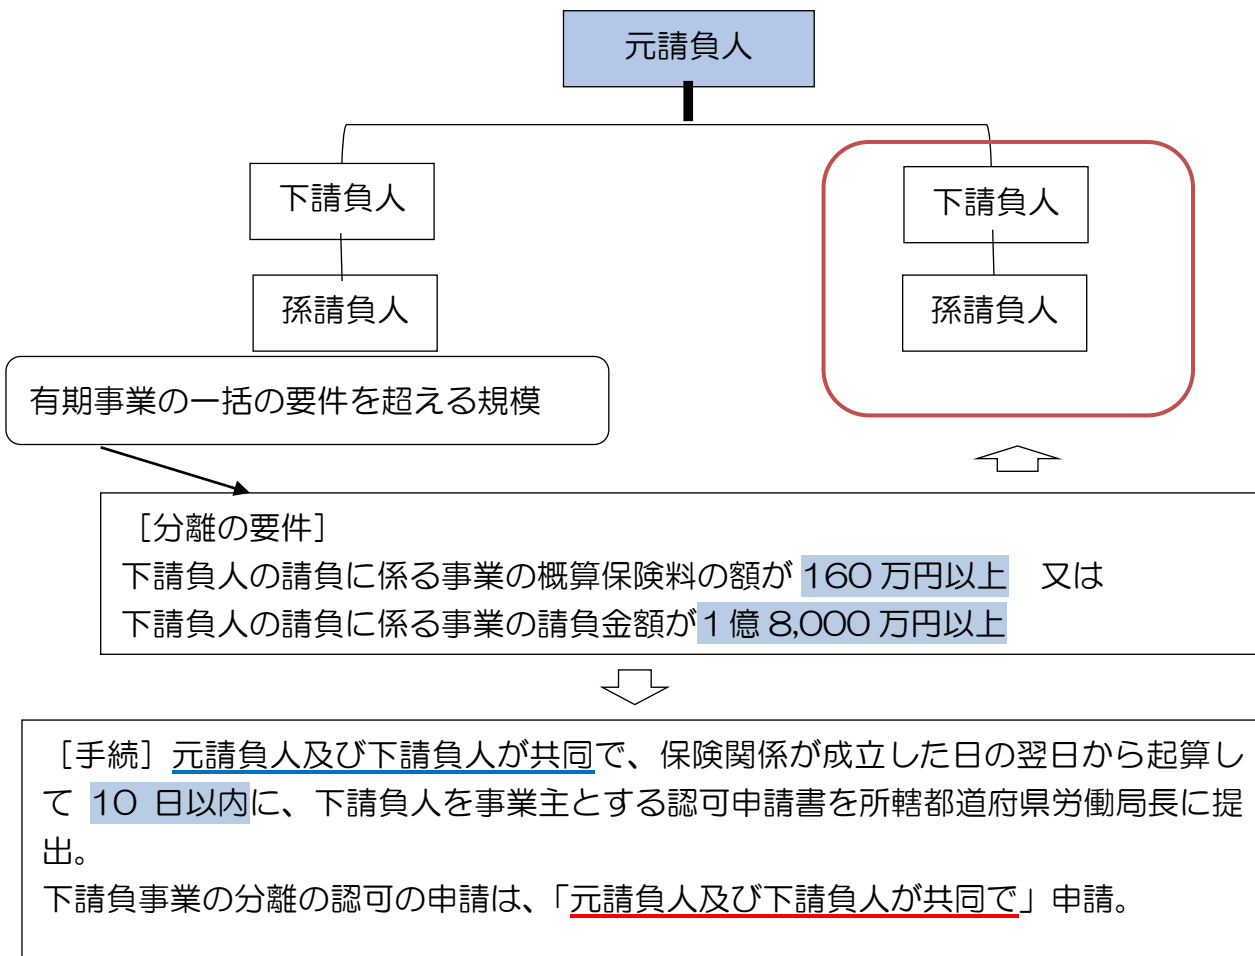 元請負人
下請負人
下請負人
孫請負人
孫請負人
有期事業の一括の要件を超える規模
[分離の要件]
下請負人の請負に係る事業の概算保険料の額が 160 万円以上　又は
下請負人の請負に係る事業の請負金額が 1 億 8,000 万円以上
[手続] 元請負人及び下請負人が共同で、保険関係が成立した日の翌日から起算し
て 10 日以内に、下請負人を事業主とする認可申請書を所轄都道府県労働局長に提
出。
下請負事業の分離の認可の申請は、「元請負人及び下請負人が共同で」申請。